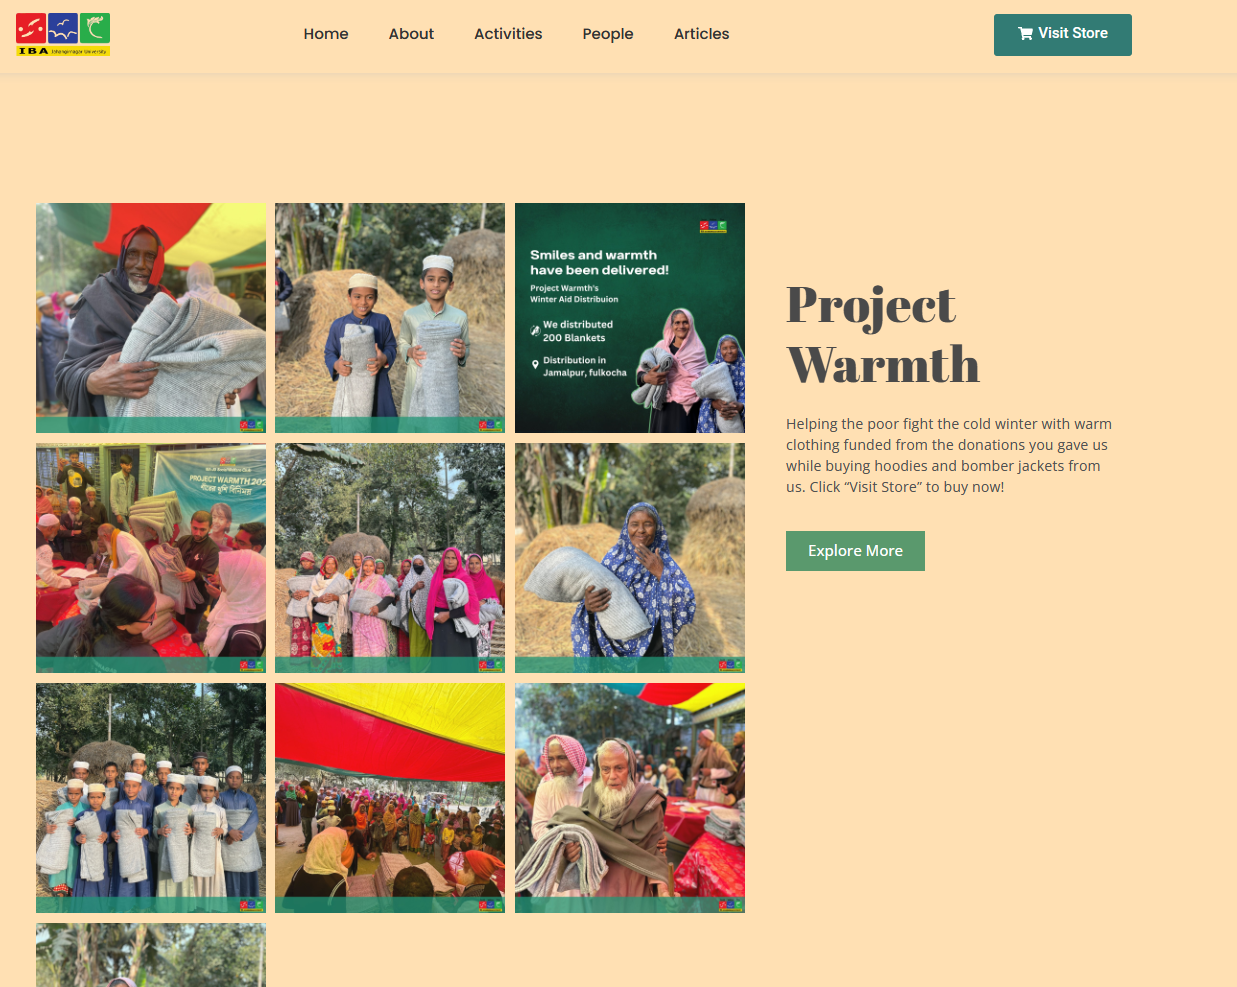 IBA Jahangirnagar University
Home
About
Activities
People
Articles
Visit Store
Smiles and warmth
have been delivered!
Project Warmth's
Winter Aid Distribuion
We distributed
200 Blankets
Distribution in
Jamalpur, fulkocha
PROJECT WARMTH 202
Project
Warmth
Helping the poor fight the cold winter with warm
clothing funded from the donations you gave us
while buying hoodies and bomber jackets from
us. Click “Visit Store” to buy now!
Explore More